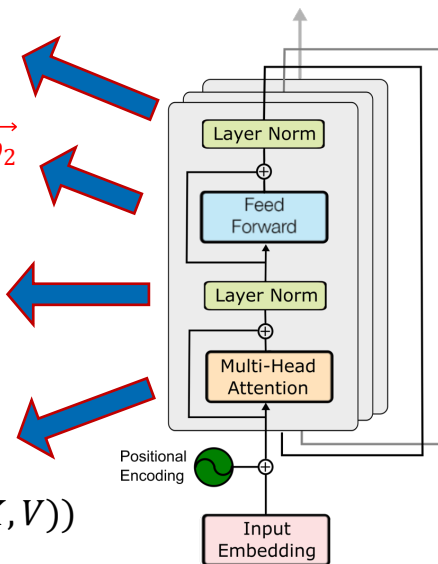 Layer Norm
Feed
Forward
Layer Norm
Multi-Head
Attention
Positional
Encoding
, V))
Input
Embedding